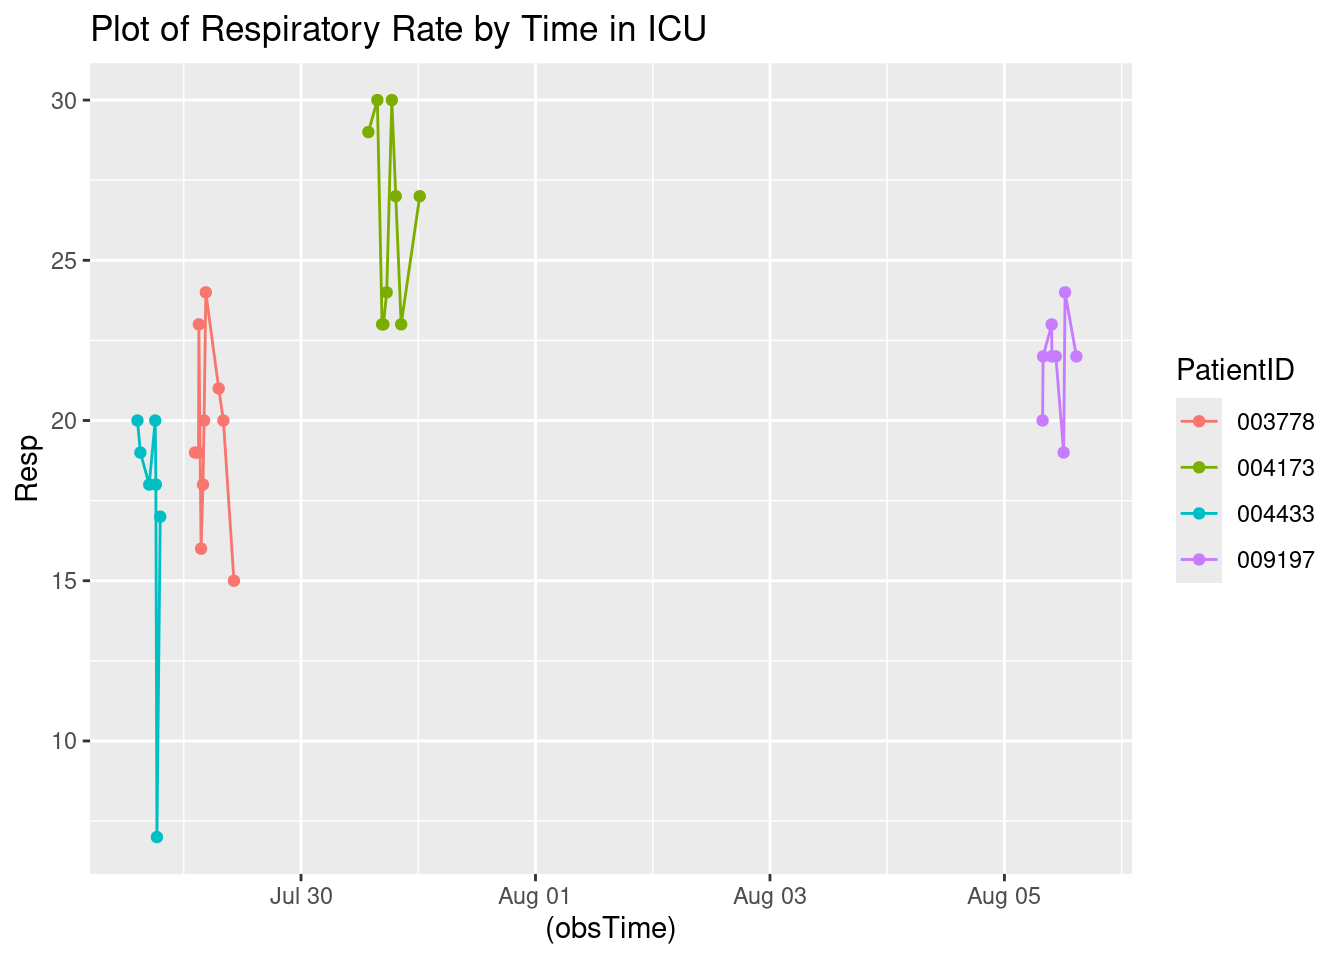 Plot of Respiratory Rate by Time in ICU
30
25
20
15
10
Resp
Jul 30
Aug 01
Aug 03
Aug 05
(obsTime)
PatientID
003778
004173
004433
009197